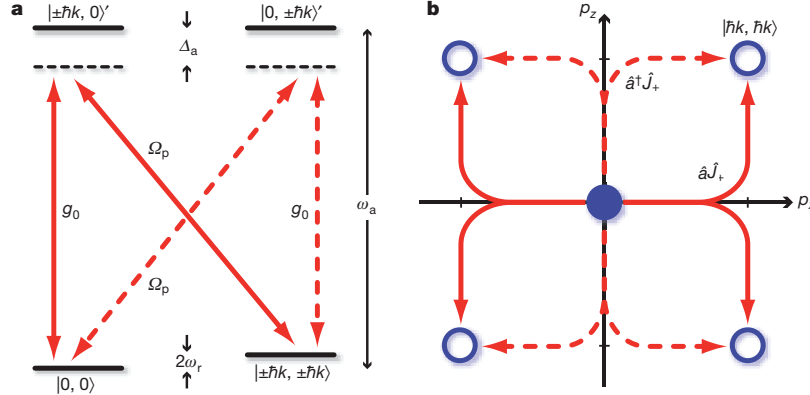 a
|±ħk, 0⟩′
|0, ±ħk⟩′
Δa
Ωp
g0
g0
ωa
Ωp
2ωr
|0, 0⟩
|±ħk, ±ħk⟩
b
pz
|ħk, ħk⟩
â†Ĵ+
âĴ+